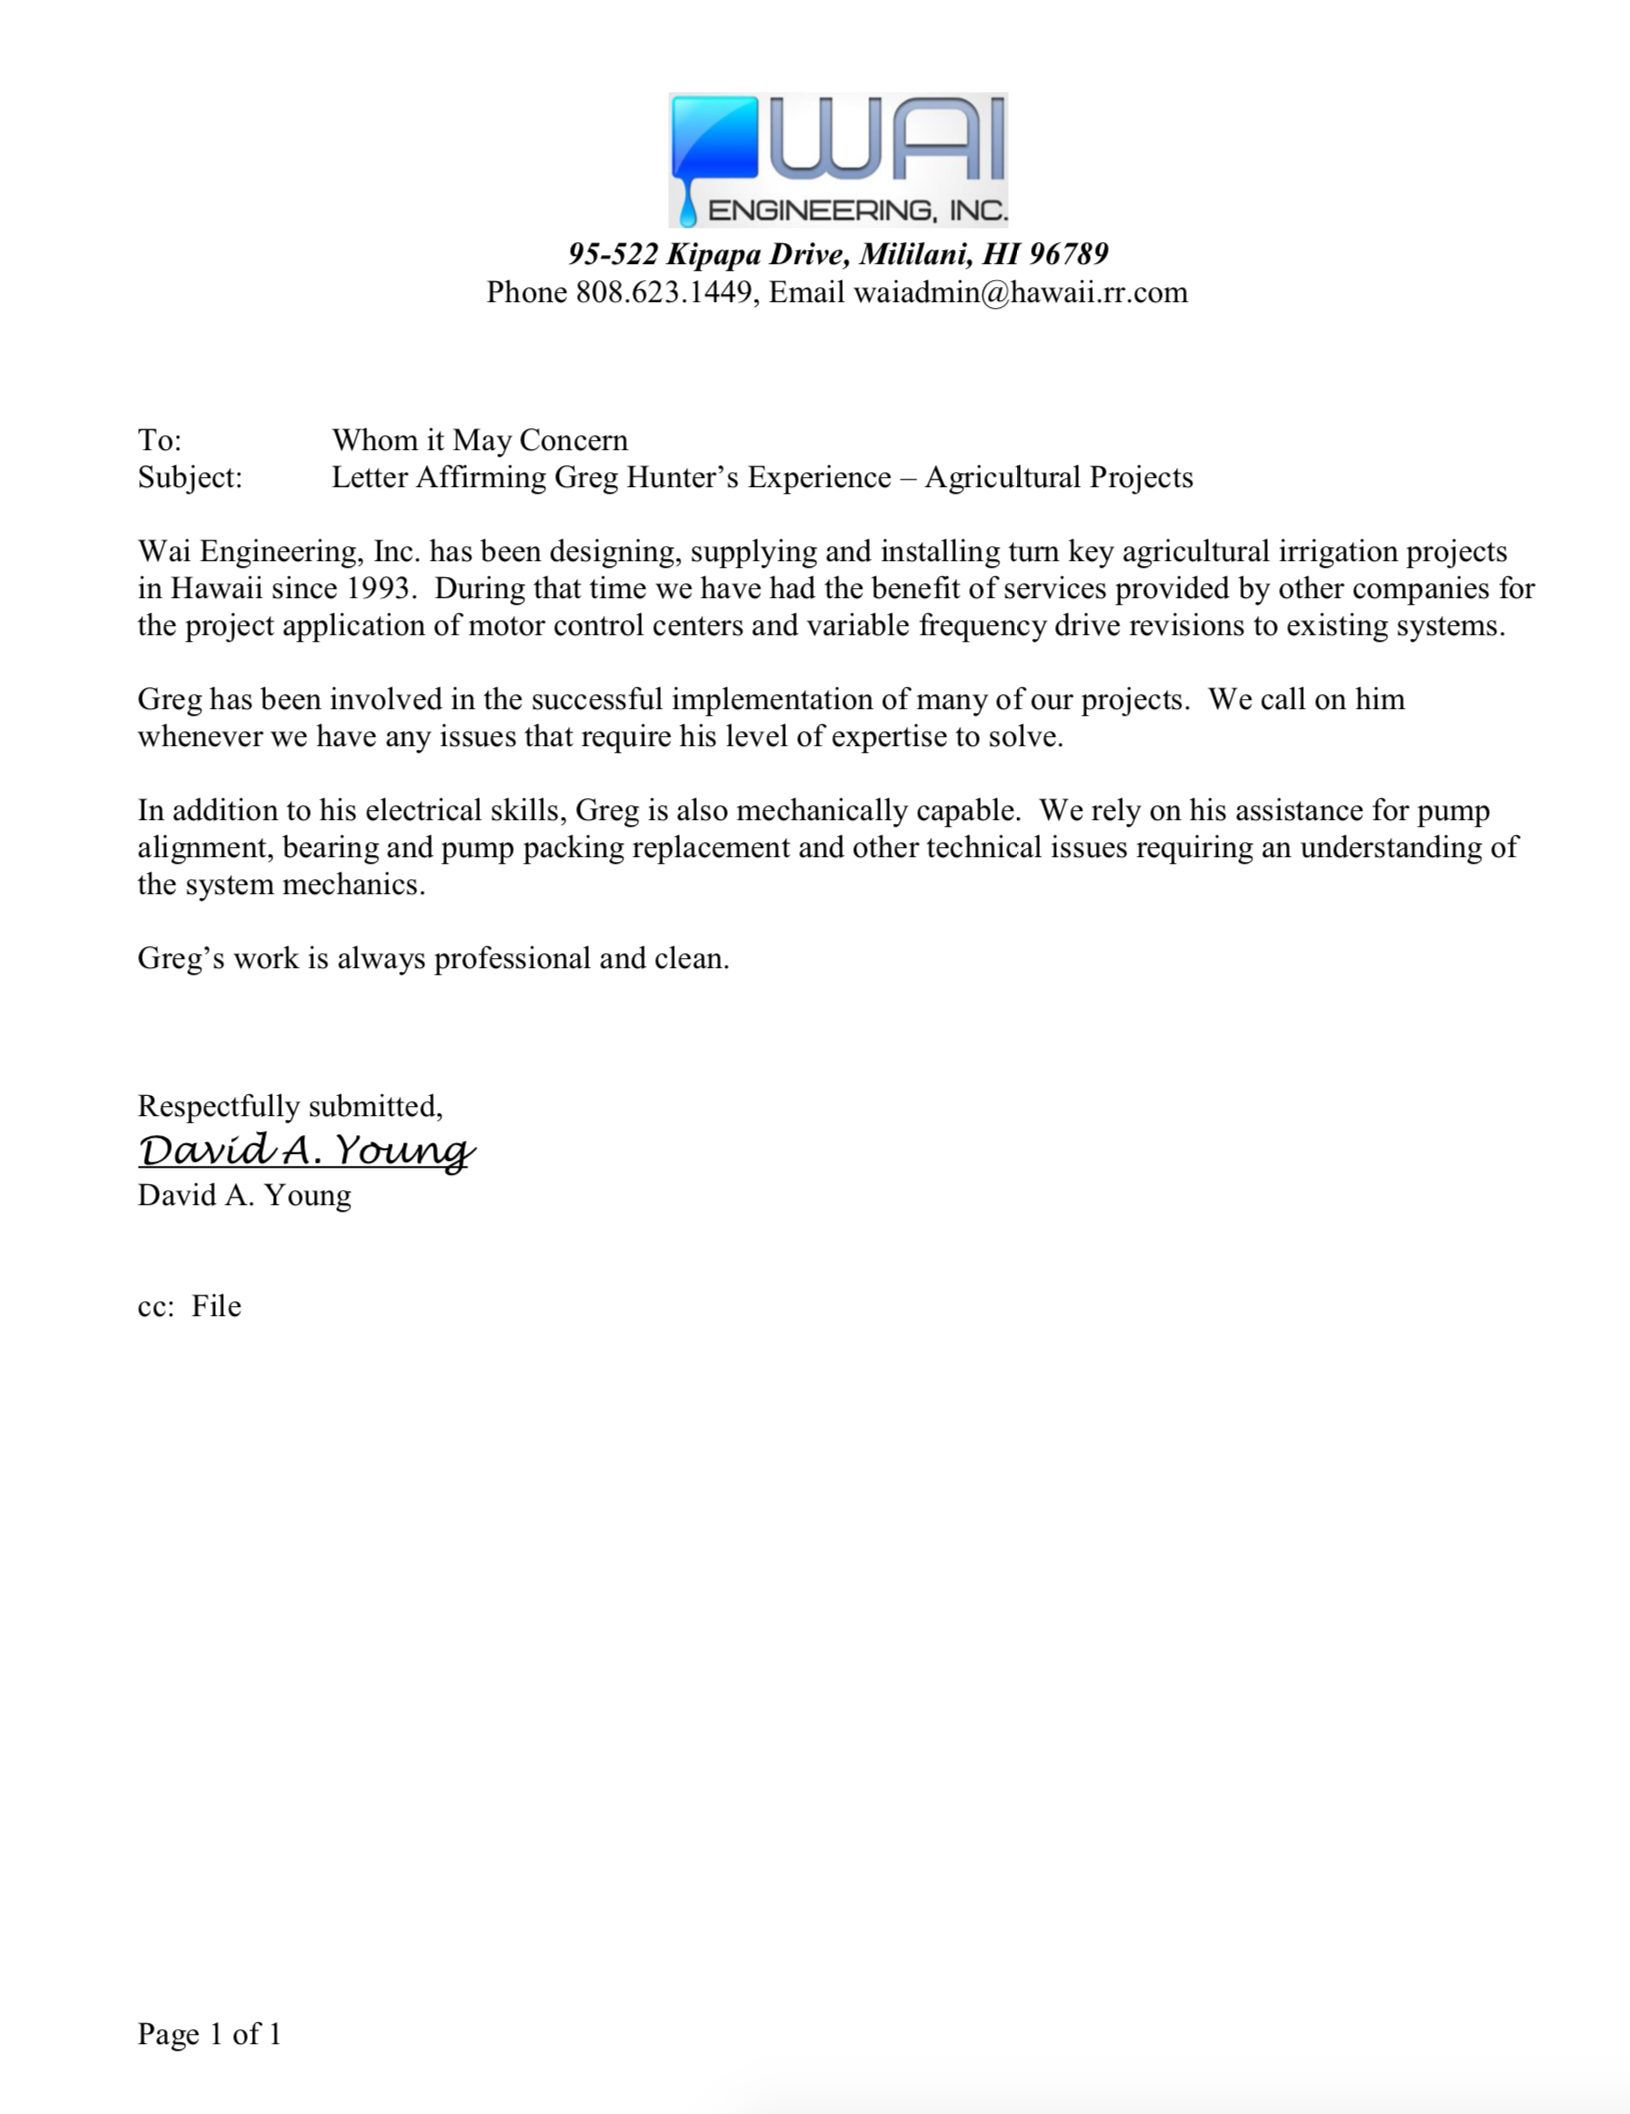 WAI
ENGINEERING, INC.
95-522 Kipapa Drive, Mililani, HI 96789
Phone 808.623.1449, Email waiadmin@hawaii.rr.com
To: Whom it May Concern
Subject: Letter Affirming Greg Hunter’s Experience – Agricultural Projects
Wai Engineering, Inc. has been designing, supplying and installing turn key agricultural irrigation projects
in Hawaii since 1993. During that time we have had the benefit of services provided by other companies for
the project application of motor control centers and variable frequency drive revisions to existing systems.
Greg has been involved in the successful implementation of many of our projects. We call on him
whenever we have any issues that require his level of expertise to solve.
In addition to his electrical skills, Greg is also mechanically capable. We rely on his assistance for pump
alignment, bearing and pump packing replacement and other technical issues requiring an understanding of
the system mechanics.
Greg’s work is always professional and clean.
Respectfully submitted,
David A. Young
David A. Young
cc: File
Page 1 of 1